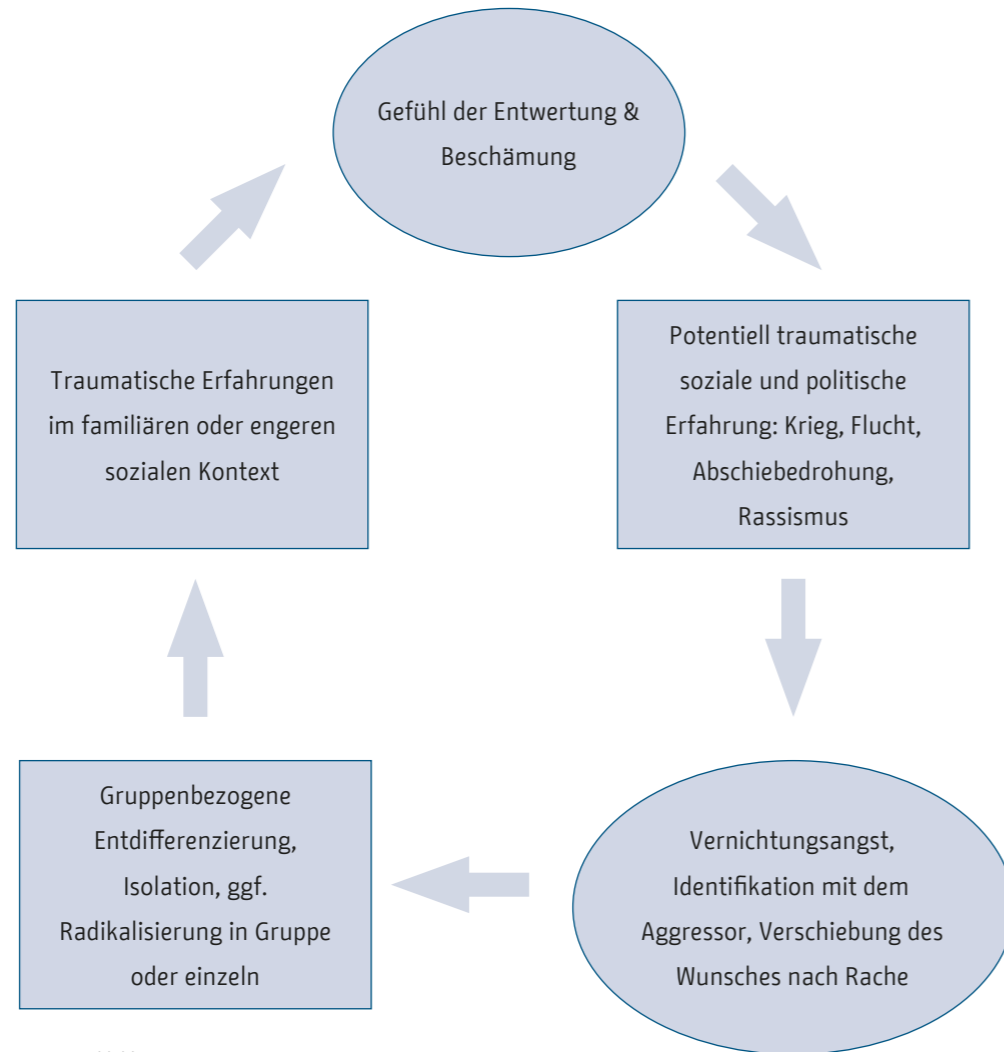 Gefühl der Entwertung &
Beschämung
Traumatische Erfahrungen
im familiären oder engeren
sozialen Kontext
Potentiell traumatische
soziale und politische
Erfahrung: Krieg, Flucht,
Abschiebedrohung,
Rassismus
Gruppenbezogene
Entdifferenzierung,
Isolation, ggf.
Radikalisierung in Gruppe
oder einzeln
Vernichtungsangst,
Identifikation mit dem
Aggressor, Verschiebung des
Wunsches nach Rache